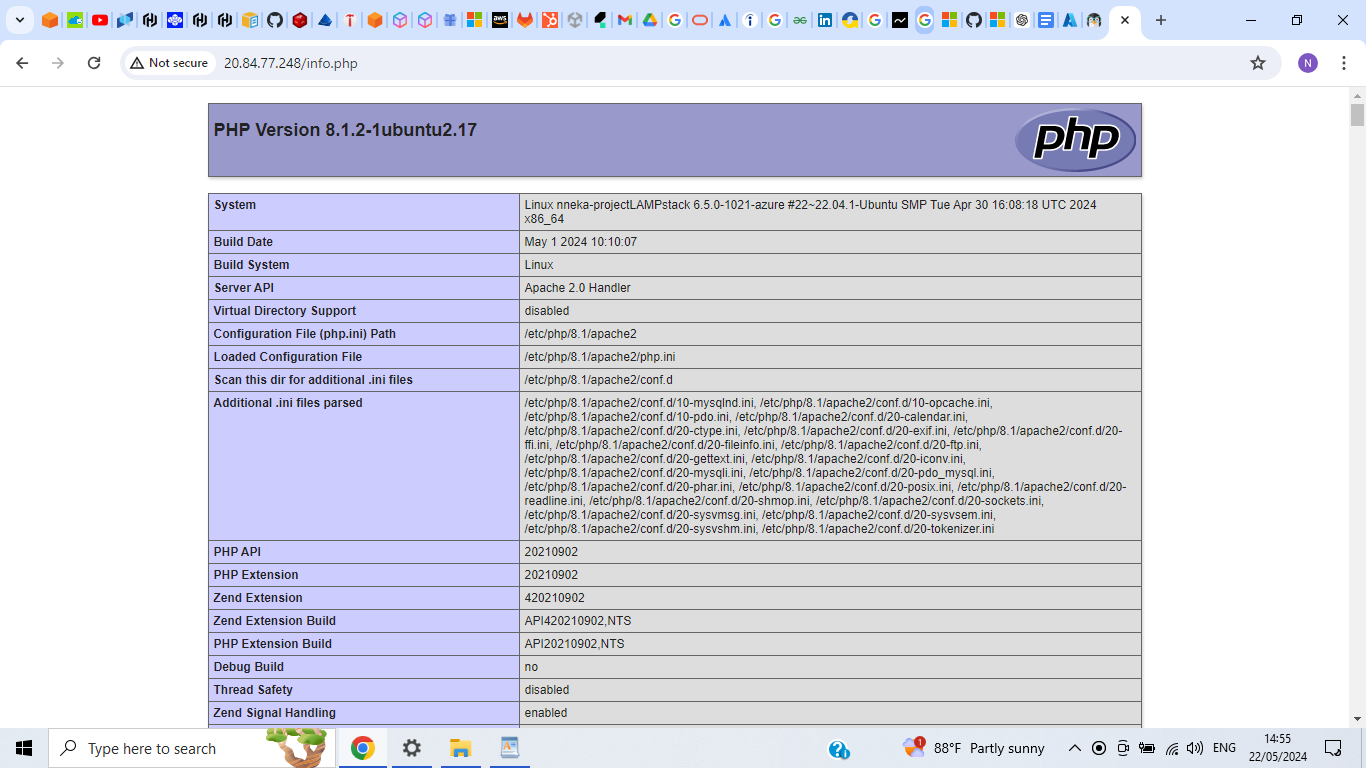 Not secure
20.84.77.248/info.php
N
PHP Version 8.1.2-1ubuntu2.17
php
System
Linux nneka-projectLAMPstack 6.5.0-1021-azure #22~22.04.1-Ubuntu SMP Tue Apr 30 16:08:18 UTC 2024
x86_64
Build Date
May 1 2024 10:10:07
Build System
Linux
Server API
Apache 2.0 Handler
Virtual Directory Support
disabled
Configuration File (php.ini) Path
/etc/php/8.1/apache2
Loaded Configuration File
/etc/php/8.1/apache2/php.ini
Scan this dir for additional .ini files
/etc/php/8.1/apache2/conf.d
Additional .ini files parsed
/etc/php/8.1/apache2/conf.d/10-mysqlnd.ini, /etc/php/8.1/apache2/conf.d/10-opcache.ini,
/etc/php/8.1/apache2/conf.d/10-pdo.ini, /etc/php/8.1/apache2/conf.d/20-calendar.ini,
/etc/php/8.1/apache2/conf.d/20-ctype.ini, /etc/php/8.1/apache2/conf.d/20-exif.ini, /etc/php/8.1/apache2/conf.d/20-
ffi.ini, /etc/php/8.1/apache2/conf.d/20-fileinfo.ini, /etc/php/8.1/apache2/conf.d/20-ftp.ini,
/etc/php/8.1/apache2/conf.d/20-gettext.ini, /etc/php/8.1/apache2/conf.d/20-iconv.ini,
/etc/php/8.1/apache2/conf.d/20-mysqli.ini, /etc/php/8.1/apache2/conf.d/20-pdo_mysql.ini,
/etc/php/8.1/apache2/conf.d/20-phar.ini, /etc/php/8.1/apache2/conf.d/20-posix.ini, /etc/php/8.1/apache2/conf.d/20-
readline.ini, /etc/php/8.1/apache2/conf.d/20-shmop.ini, /etc/php/8.1/apache2/conf.d/20-sockets.ini,
/etc/php/8.1/apache2/conf.d/20-sysvmsg.ini, /etc/php/8.1/apache2/conf.d/20-sysvsem.ini,
/etc/php/8.1/apache2/conf.d/20-sysvshm.ini, /etc/php/8.1/apache2/conf.d/20-tokenizer.ini
PHP API
20210902
PHP Extension
20210902
Zend Extension
420210902
Zend Extension Build
API420210902,NTS
PHP Extension Build
API20210902,NTS
Debug Build
no
Thread Safety
disabled
Zend Signal Handling
enabled
Type here to search
1
88°F Partly sunny
ENG
14:55
22/05/2024